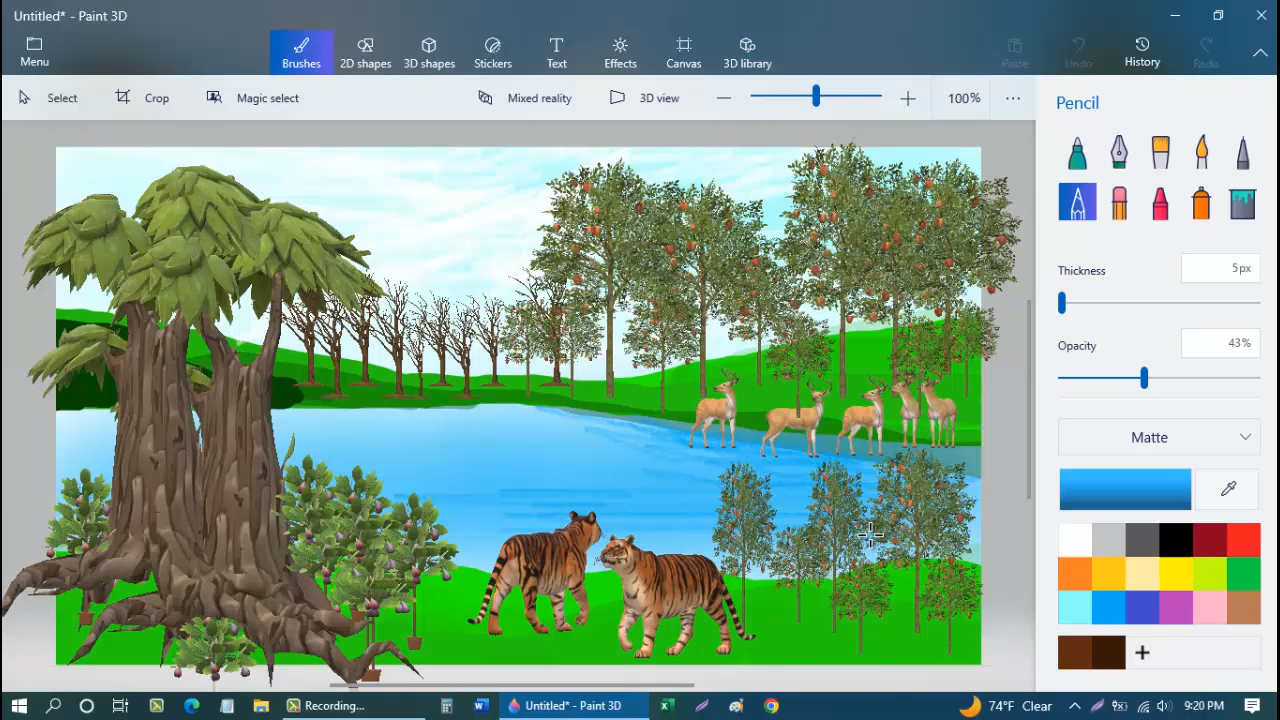 Untitled* - Paint 3D
Menu
Brushes
2D shapes
3D shapes
Stickers
Text
Effects
Canvas
3D library
Paste
Undo
History
Redo
Select
Crop
Magic select
Mixed reality
3D view
100%
Pencil
Thickness
5px
Opacity
43%
Matte
Recording...
Untitled* - Paint 3D
74°F Clear
9:20 PM